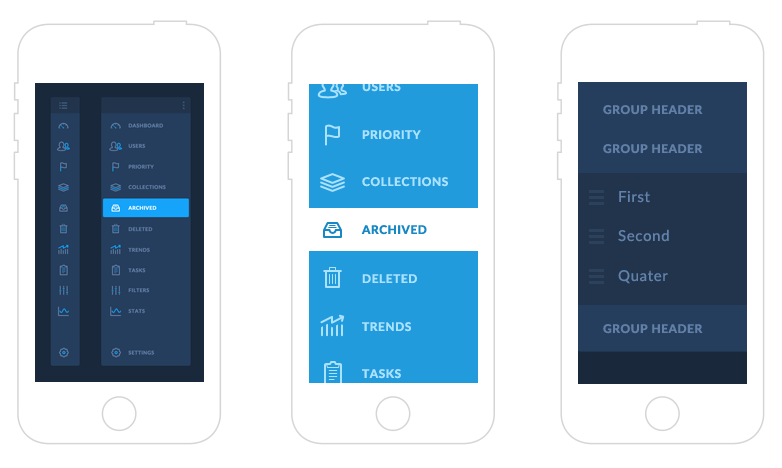 DASHBOARD
USERS
PRIORITY
COLLECTIONS
ARCHIVED
DELETED
TRENDS
TASKS
FILTERS
STATS
SETTINGS
USERS
PRIORITY
COLLECTIONS
ARCHIVED
DELETED
TRENDS
TASKS
GROUP HEADER
GROUP HEADER
First
Second
Quater
GROUP HEADER